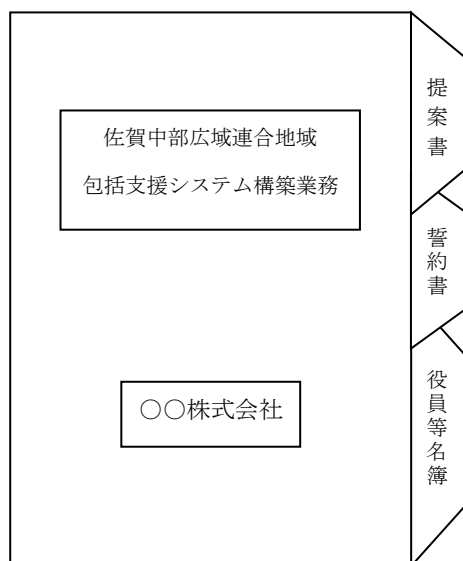 佐賀中部広域連合地域
包括支援システム構築業務
○○株式会社
提案書
誓約書
役員等名簿